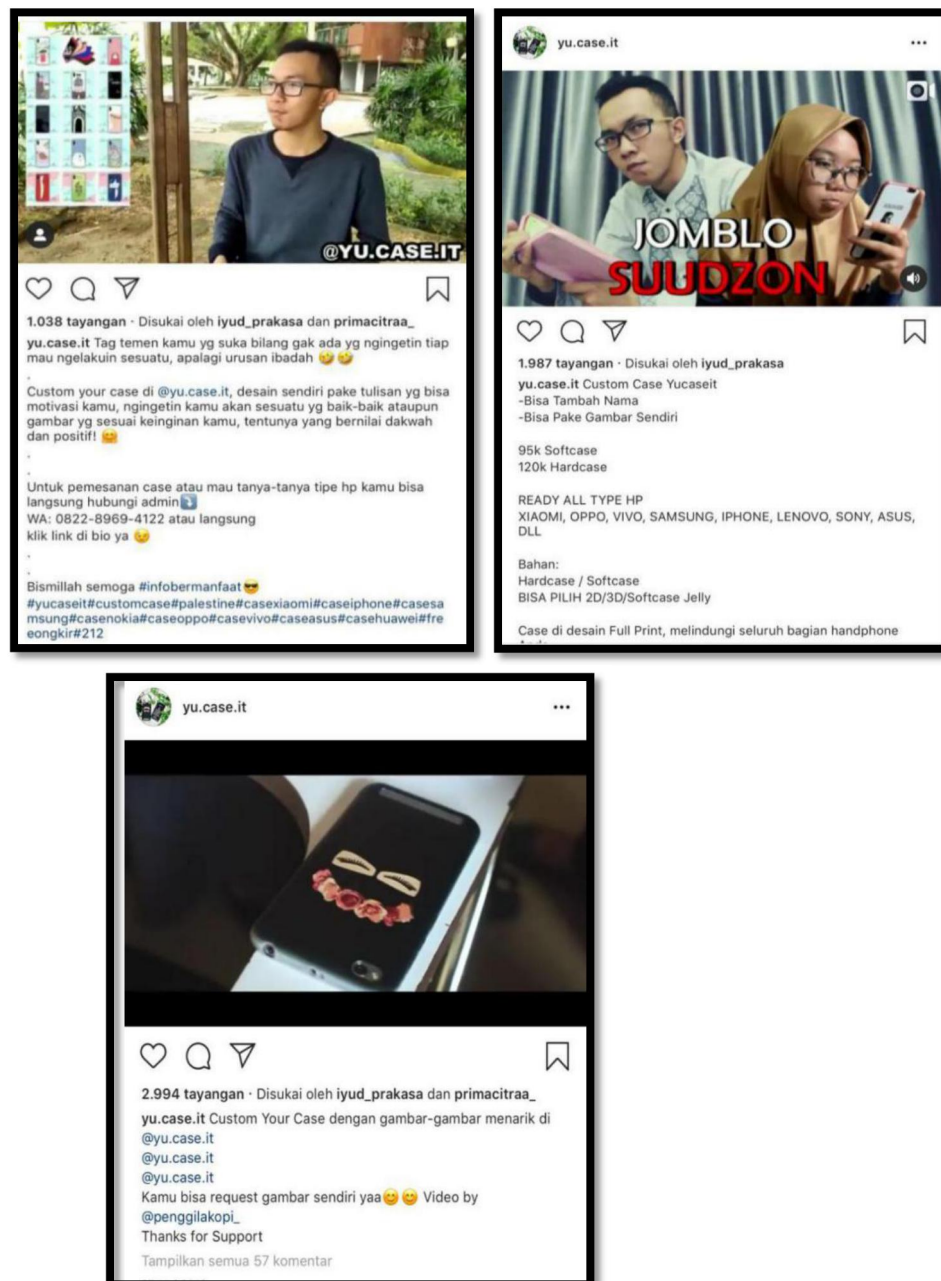 @YU.CASE.IT
1.038 tayangan · Disukai oleh iyud_prakasa dan primacitraa_
yu.case.it Tag temen kamu yg suka bilang gak ada yg ngingetin tiap
mau ngelakuin sesuatu, apalagi urusan ibadah 🤣🤣
.
Custom your case di @yu.case.it, desain sendiri pake tulisan yg bisa
motivasi kamu, ngingetin kamu akan sesuatu yg baik-baik ataupun
gambar yg sesuai keinginan kamu, tentunya yang bernilai dakwah
dan positif! 🤗
.
.
Untuk pemesanan case atau mau tanya-tanya tipe hp kamu bisa
langsung hubungi admin⤵️
WA: 0822-8969-4122 atau langsung
klik link di bio ya 😉
.
.
Bismillah semoga #infobermanfaat😎
#yucaseit#customcase#palestine#casexiaomi#caseiphone#casesa
msung#casenokia#caseoppo#casevivo#caseasus#casehuawei#fre
eongkir#212
yu.case.it
JOMBLO
SUUDZON
1.987 tayangan · Disukai oleh iyud_prakasa
yu.case.it Custom Case Yucaseit
-Bisa Tambah Nama
-Bisa Pake Gambar Sendiri
95k Softcase
120k Hardcase
READY ALL TYPE HP
XIAOMI, OPPO, VIVO, SAMSUNG, IPHONE, LENOVO, SONY, ASUS,
DLL
Bahan:
Hardcase / Softcase
BISA PILIH 2D/3D/Softcase Jelly
Case di desain Full Print, melindungi seluruh bagian handphone
yu.case.it
2.994 tayangan · Disukai oleh iyud_prakasa dan primacitraa_
yu.case.it Custom Your Case dengan gambar-gambar menarik di
@yu.case.it
@yu.case.it
@yu.case.it
Kamu bisa request gambar sendiri yaa😊😊 Video by
@penggilakopi_
Thanks for Support
Tampilkan semua 57 komentar